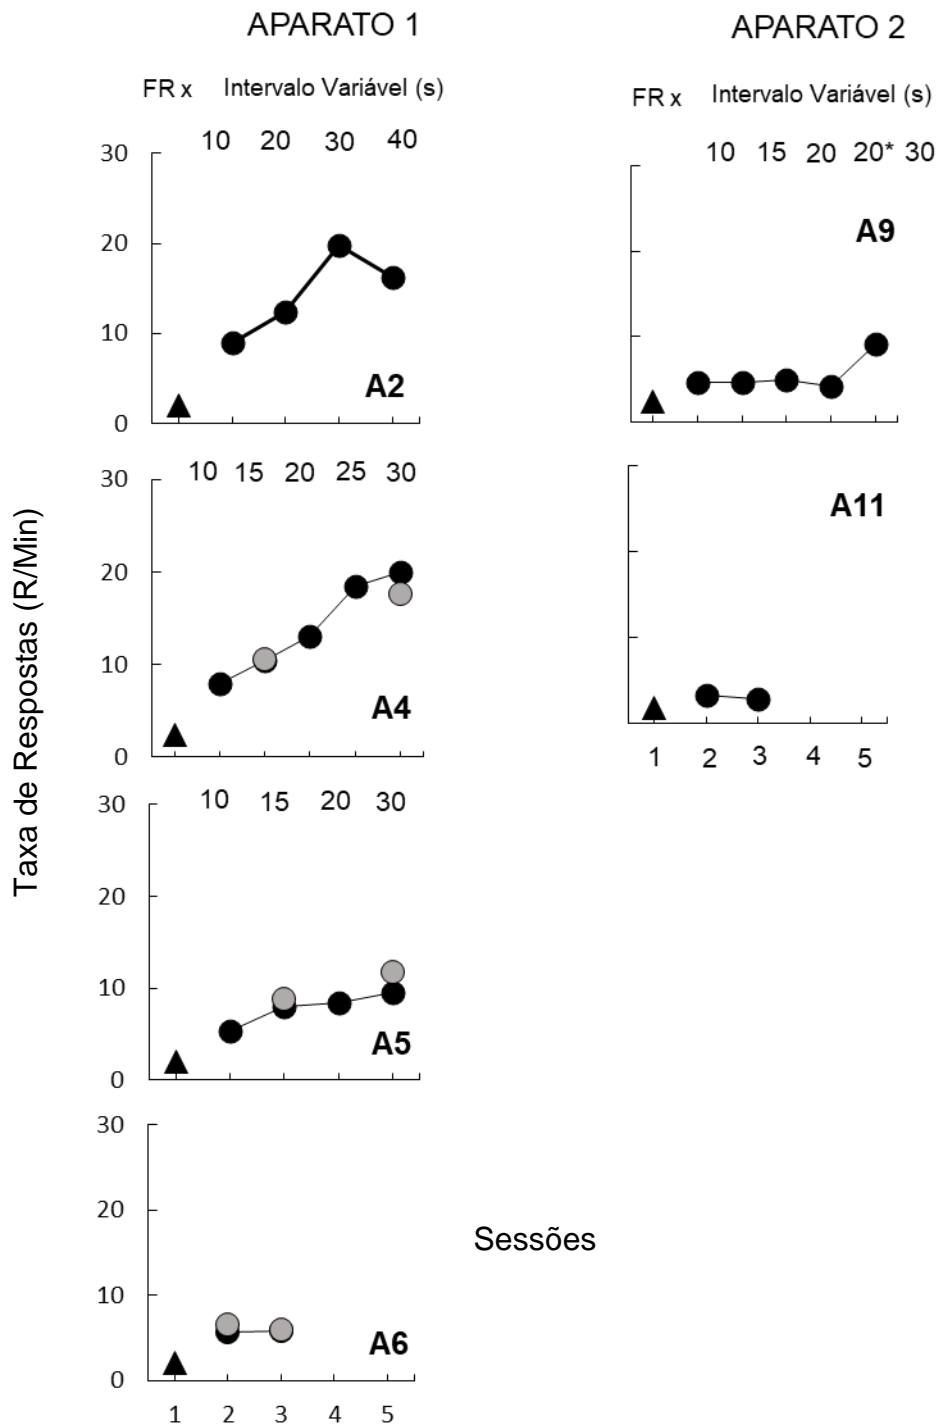 APARATO 1
FR x Intervalo Variável (s)
10 20 30 40
30
20
10
0
A2
10 15 20 25 30
30
20
10
0
A4
10 15 20 30
30
20
10
0
A5
30
20
10
0
A6
1 2 3 4 5
Taxa de Respostas (R/Min)
Sessões
APARATO 2
FR x Intervalo Variável (s)
10 15 20 20* 30
A9
A11
1 2 3 4 5